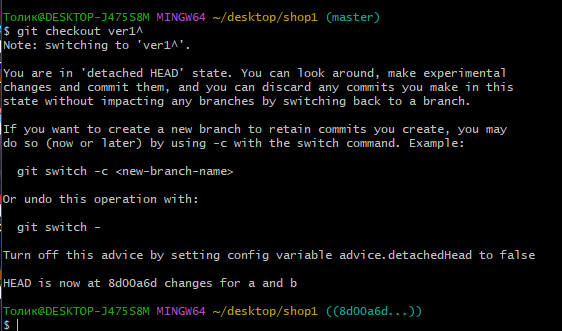 Толик@DESKTOP-J475S8M MINGW64 ~/desktop/shop1 (master)
$ git checkout ver1^
Note: switching to 'ver1^'.
You are in 'detached HEAD' state. You can look around, make experimental
changes and commit them, and you can discard any commits you make in this
state without impacting any branches by switching back to a branch.
If you want to create a new branch to retain commits you create, you may
do so (now or later) by using -c with the switch command. Example:
git switch -c <new-branch-name>
Or undo this operation with:
git switch -
Turn off this advice by setting config variable advice.detachedHead to false
HEAD is now at 8d00a6d changes for a and b
Толик@DESKTOP-J475S8M MINGW64 ~/desktop/shop1 ((8d00a6d...))
$